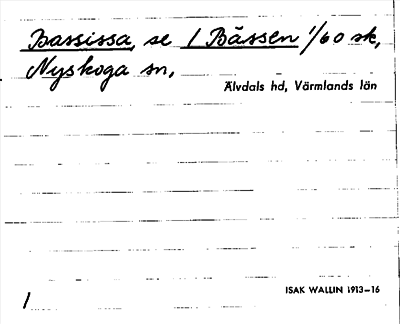 Bassissa, se 1 Bässen 1/60 sk,
Nyskoga sn.
Älvdals hd, Värmlands län
ISAK WALLIN 1913–16
1